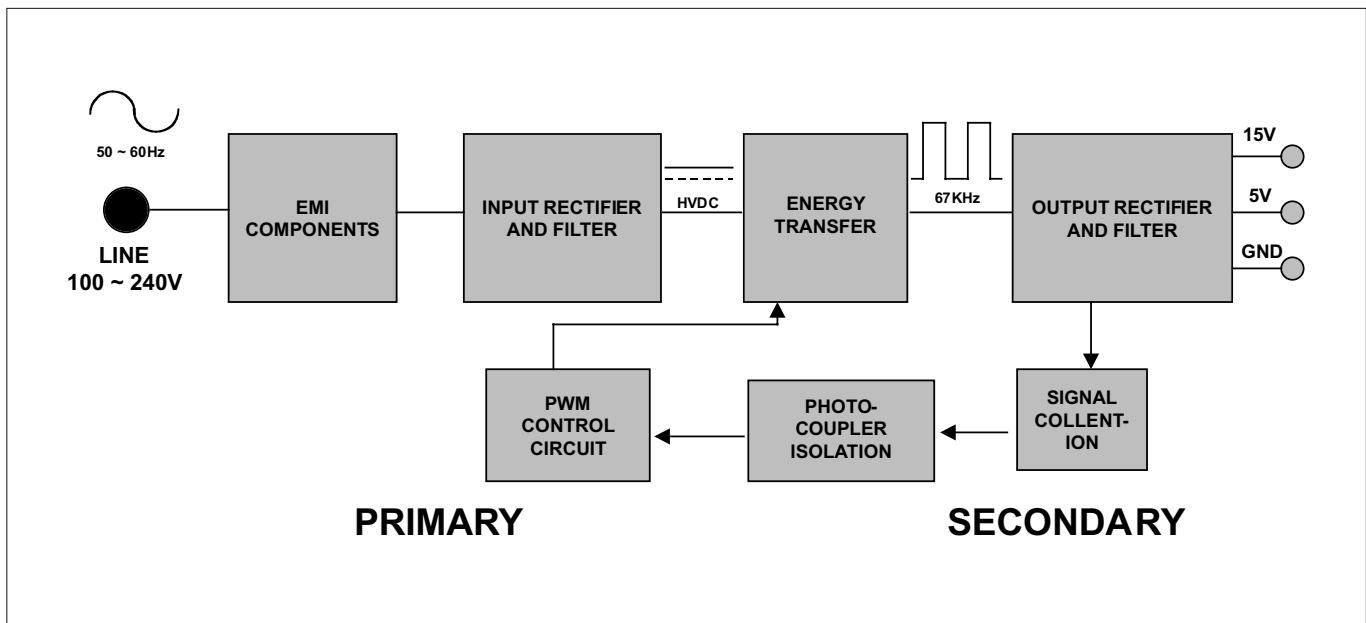 50 ~ 60Hz
LINE
100 ~ 240V
EMI
COMPONENTS
INPUT RECTIFIER
AND FILTER
HVDC
ENERGY
TRANSFER
67KHz
OUTPUT RECTIFIER
AND FILTER
15V
5V
GND
PWM
CONTROL
CIRCUIT
PHOTO-
COUPLER
ISOLATION
SIGNAL
COLLENT-
ION
PRIMARY
SECONDARY